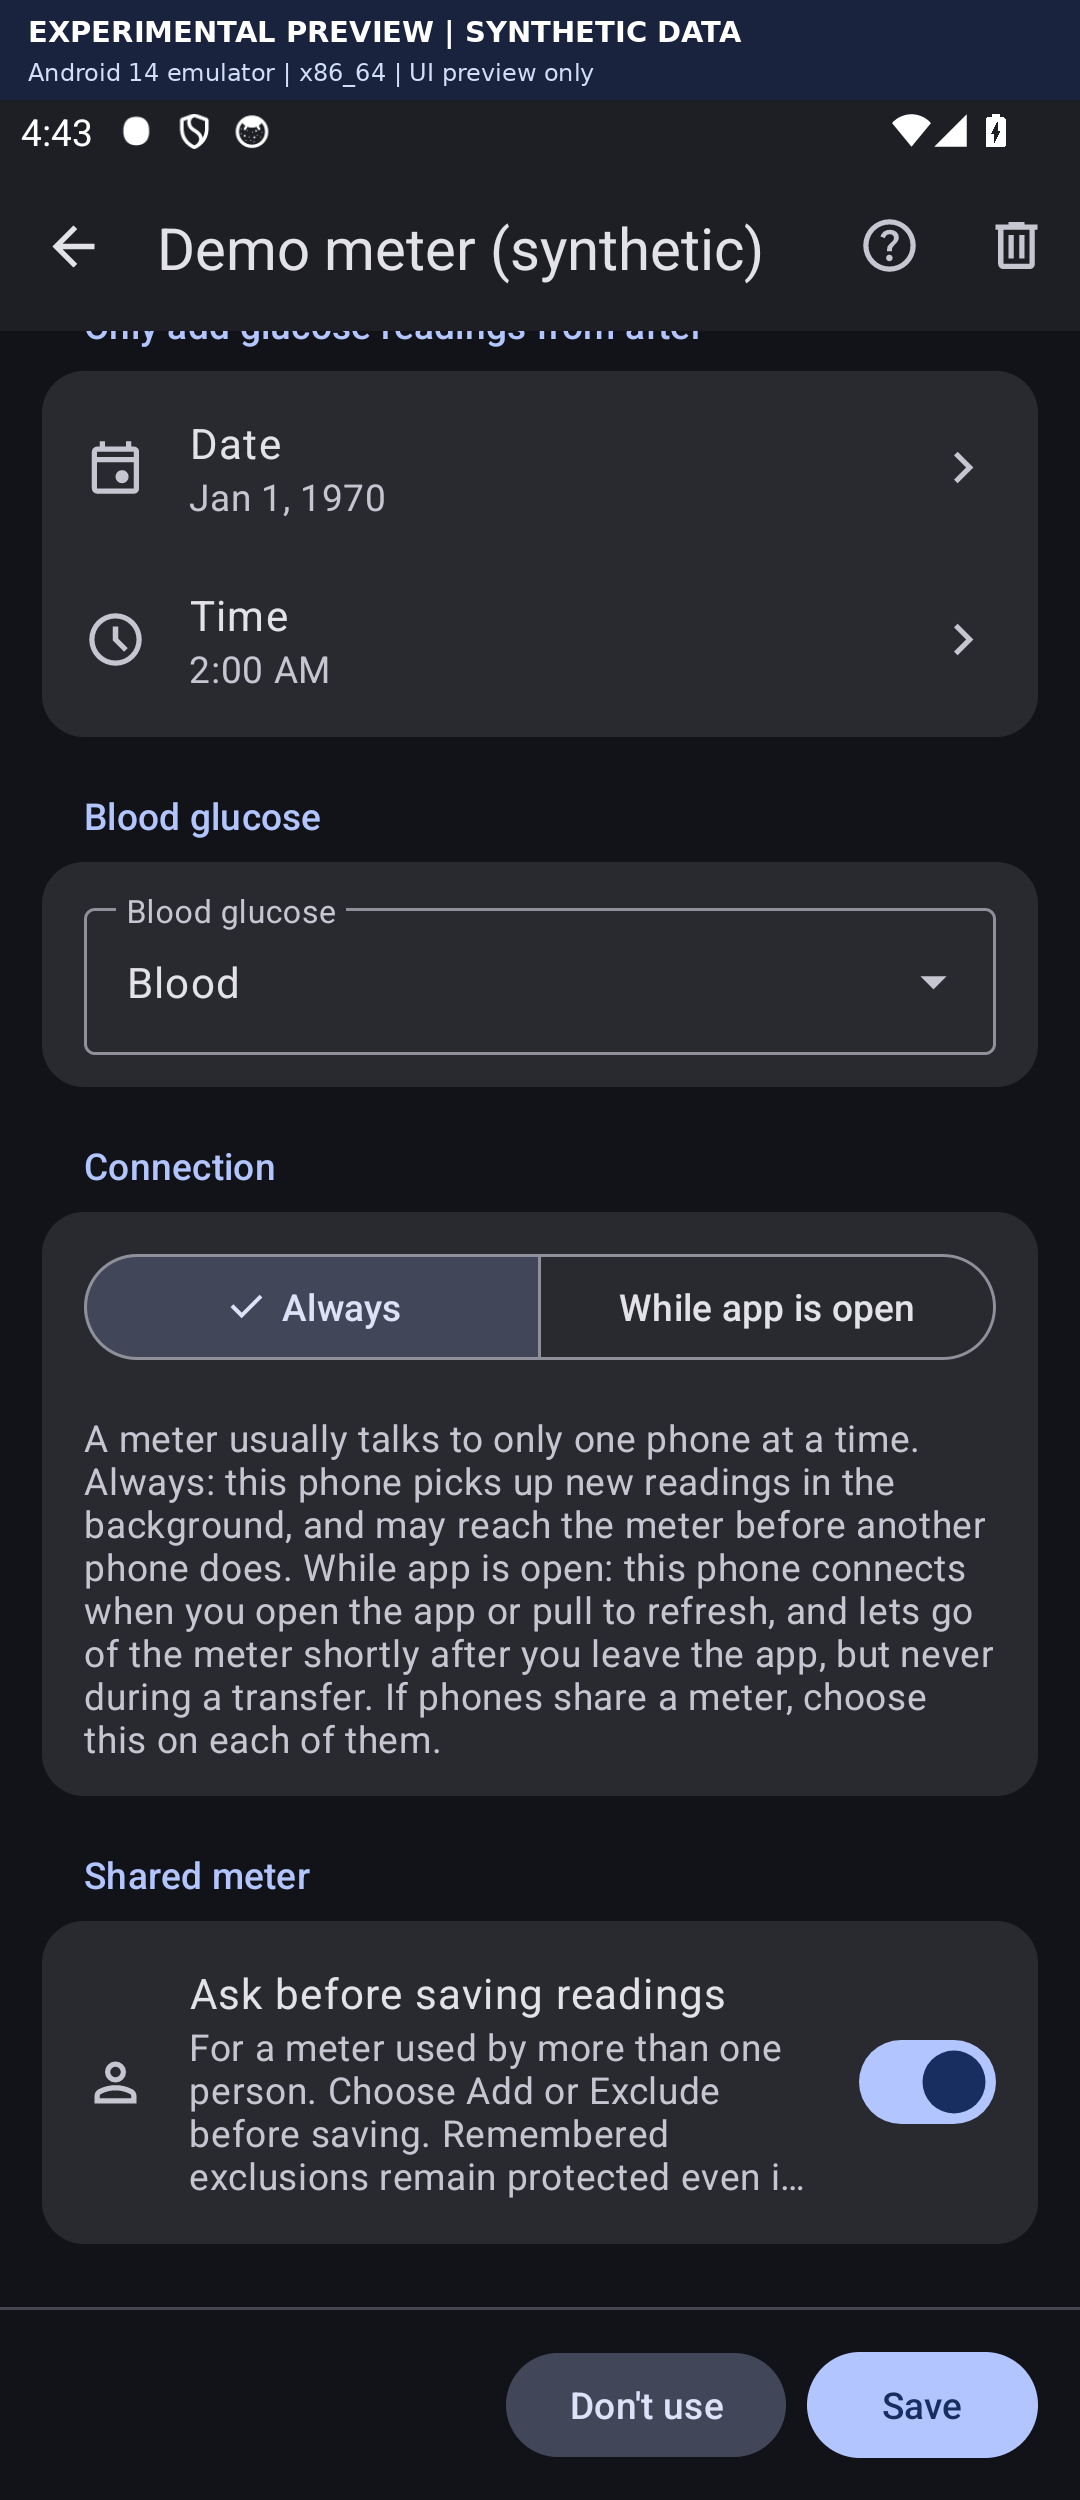 EXPERIMENTAL PREVIEW | SYNTHETIC DATA
Android 14 emulator | x86_64 | UI preview only
4:43
Demo meter (synthetic)
Only add glucose readings from after
Date
Jan 1, 1970
Time
2:00 AM
Blood glucose
Blood glucose
Blood
Connection
Always
While app is open
A meter usually talks to only one phone at a time.
Always: this phone picks up new readings in the
background, and may reach the meter before another
phone does. While app is open: this phone connects
when you open the app or pull to refresh, and lets go
of the meter shortly after you leave the app, but never
during a transfer. If phones share a meter, choose
this on each of them.
Shared meter
Ask before saving readings
For a meter used by more than one
person. Choose Add or Exclude
before saving. Remembered
exclusions remain protected even i…
Don't use
Save